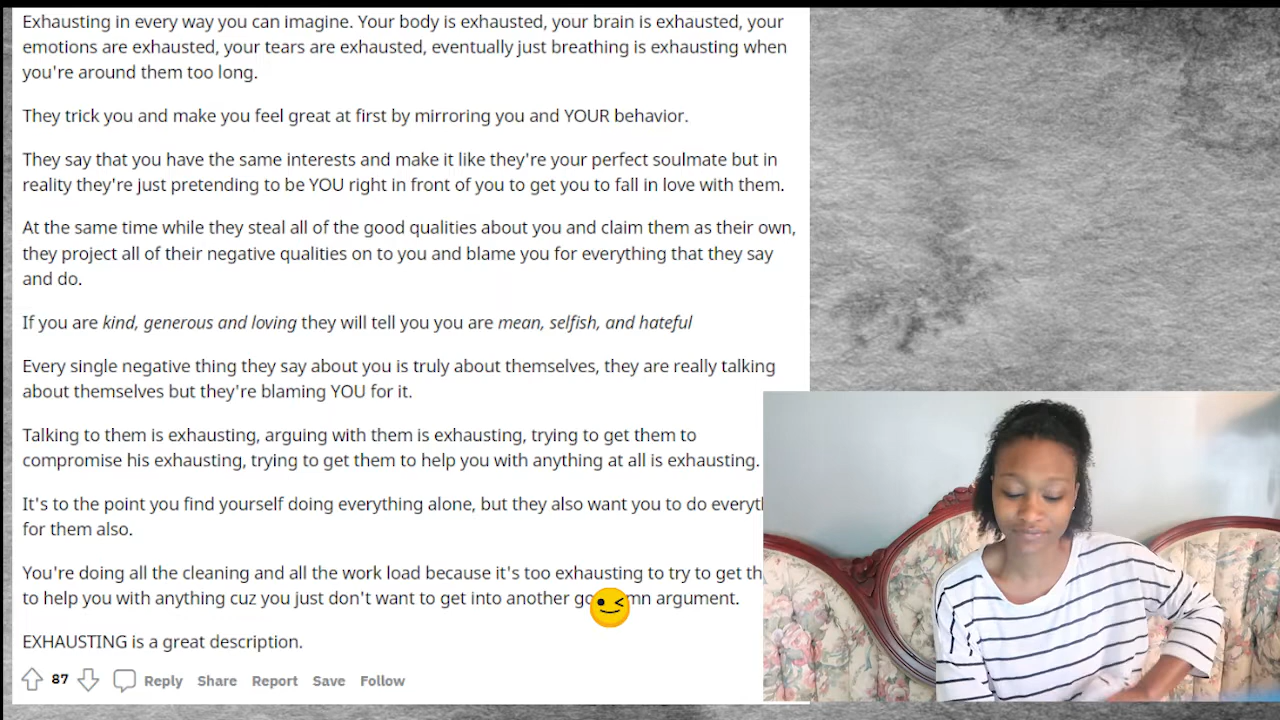 Exhausting in every way you can imagine. Your body is exhausted, your brain is exhausted, your
emotions are exhausted, your tears are exhausted, eventually just breathing is exhausting when
you're around them too long.
They trick you and make you feel great at first by mirroring you and YOUR behavior.
They say that you have the same interests and make it like they're your perfect soulmate but in
reality they're just pretending to be YOU right in front of you to get you to fall in love with them.
At the same time while they steal all of the good qualities about you and claim them as their own,
they project all of their negative qualities on to you and blame you for everything that they say
and do.
If you are kind, generous and loving they will tell you you are mean, selfish, and hateful
Every single negative thing they say about you is truly about themselves, they are really talking
about themselves but they're blaming YOU for it.
Talking to them is exhausting, arguing with them is exhausting, trying to get them to
compromise his exhausting, trying to get them to help you with anything at all is exhausting.
It's to the point you find yourself doing everything alone, but they also want you to do everyt
for them also.
You're doing all the cleaning and all the work load because it's too exhausting to try to get th
to help you with anything cuz you just don't want to get into another go mn argument.
EXHAUSTING is a great description.
87 Reply Share Report Save Follow